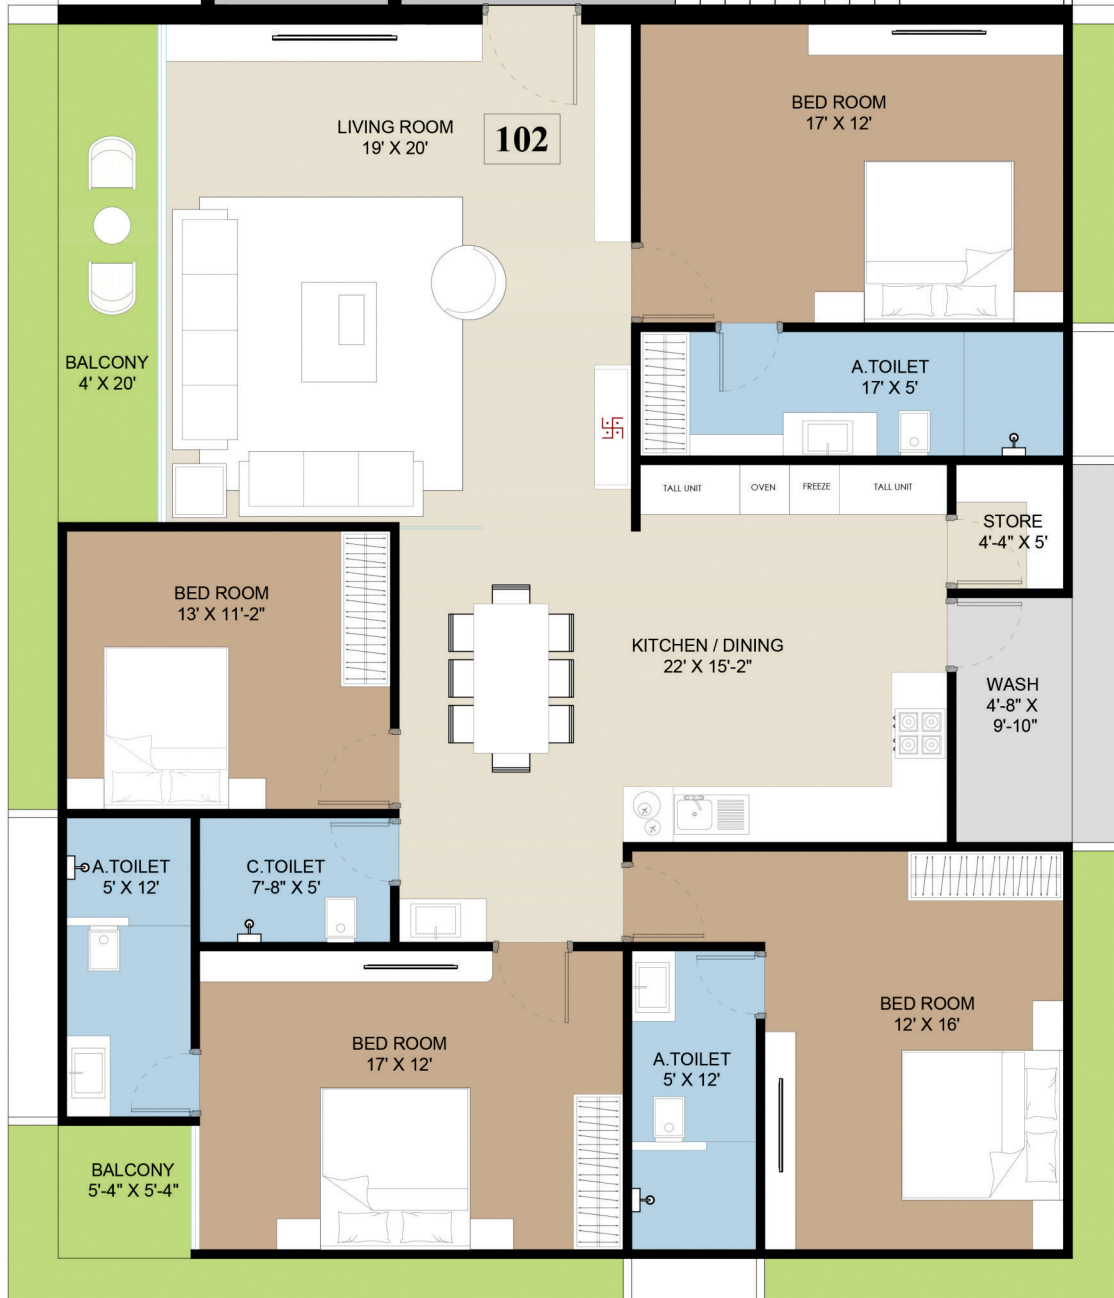 BED ROOM
17' X 12'
LIVING ROOM
19' X 20'
102
BALCONY
4' X 20'
A.TOILET
17' X 5'
TALL UNIT
OVEN
FREEZE
TALL UNIT
STORE
4'-4" X 5'
BED ROOM
13' X 11'-2"
KITCHEN / DINING
22' X 15'-2"
WASH
4'-8" X
9'-10"
A.TOILET
5' X 12'
C.TOILET
7'-8" X 5'
BED ROOM
12' X 16'
BED ROOM
17' X 12'
A.TOILET
5' X 12'
BALCONY
5'-4" X 5'-4"